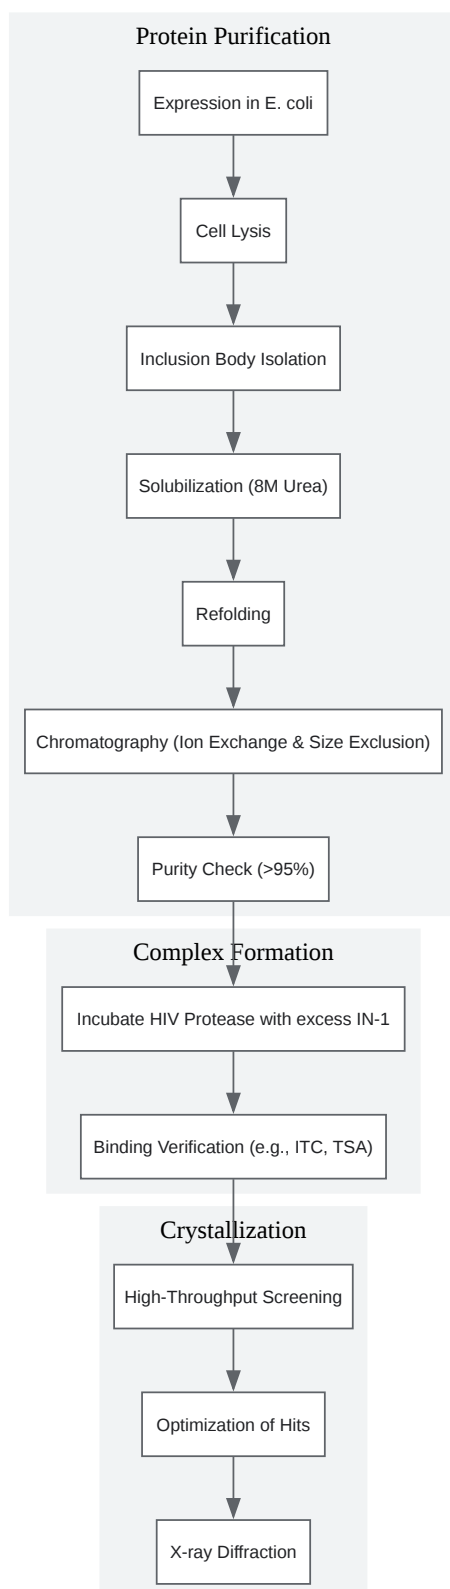 Protein Purification
Expression in E. coli
Cell Lysis
Inclusion Body Isolation
Solubilization (8M Urea)
Refolding
Chromatography (Ion Exchange & Size Exclusion)
Purity Check (>95%)
Complex Formation
Incubate HIV Protease with excess IN-1
Binding Verification (e.g., ITC, TSA)
Crystallization
High-Throughput Screening
Optimization of Hits
X-ray Diffraction